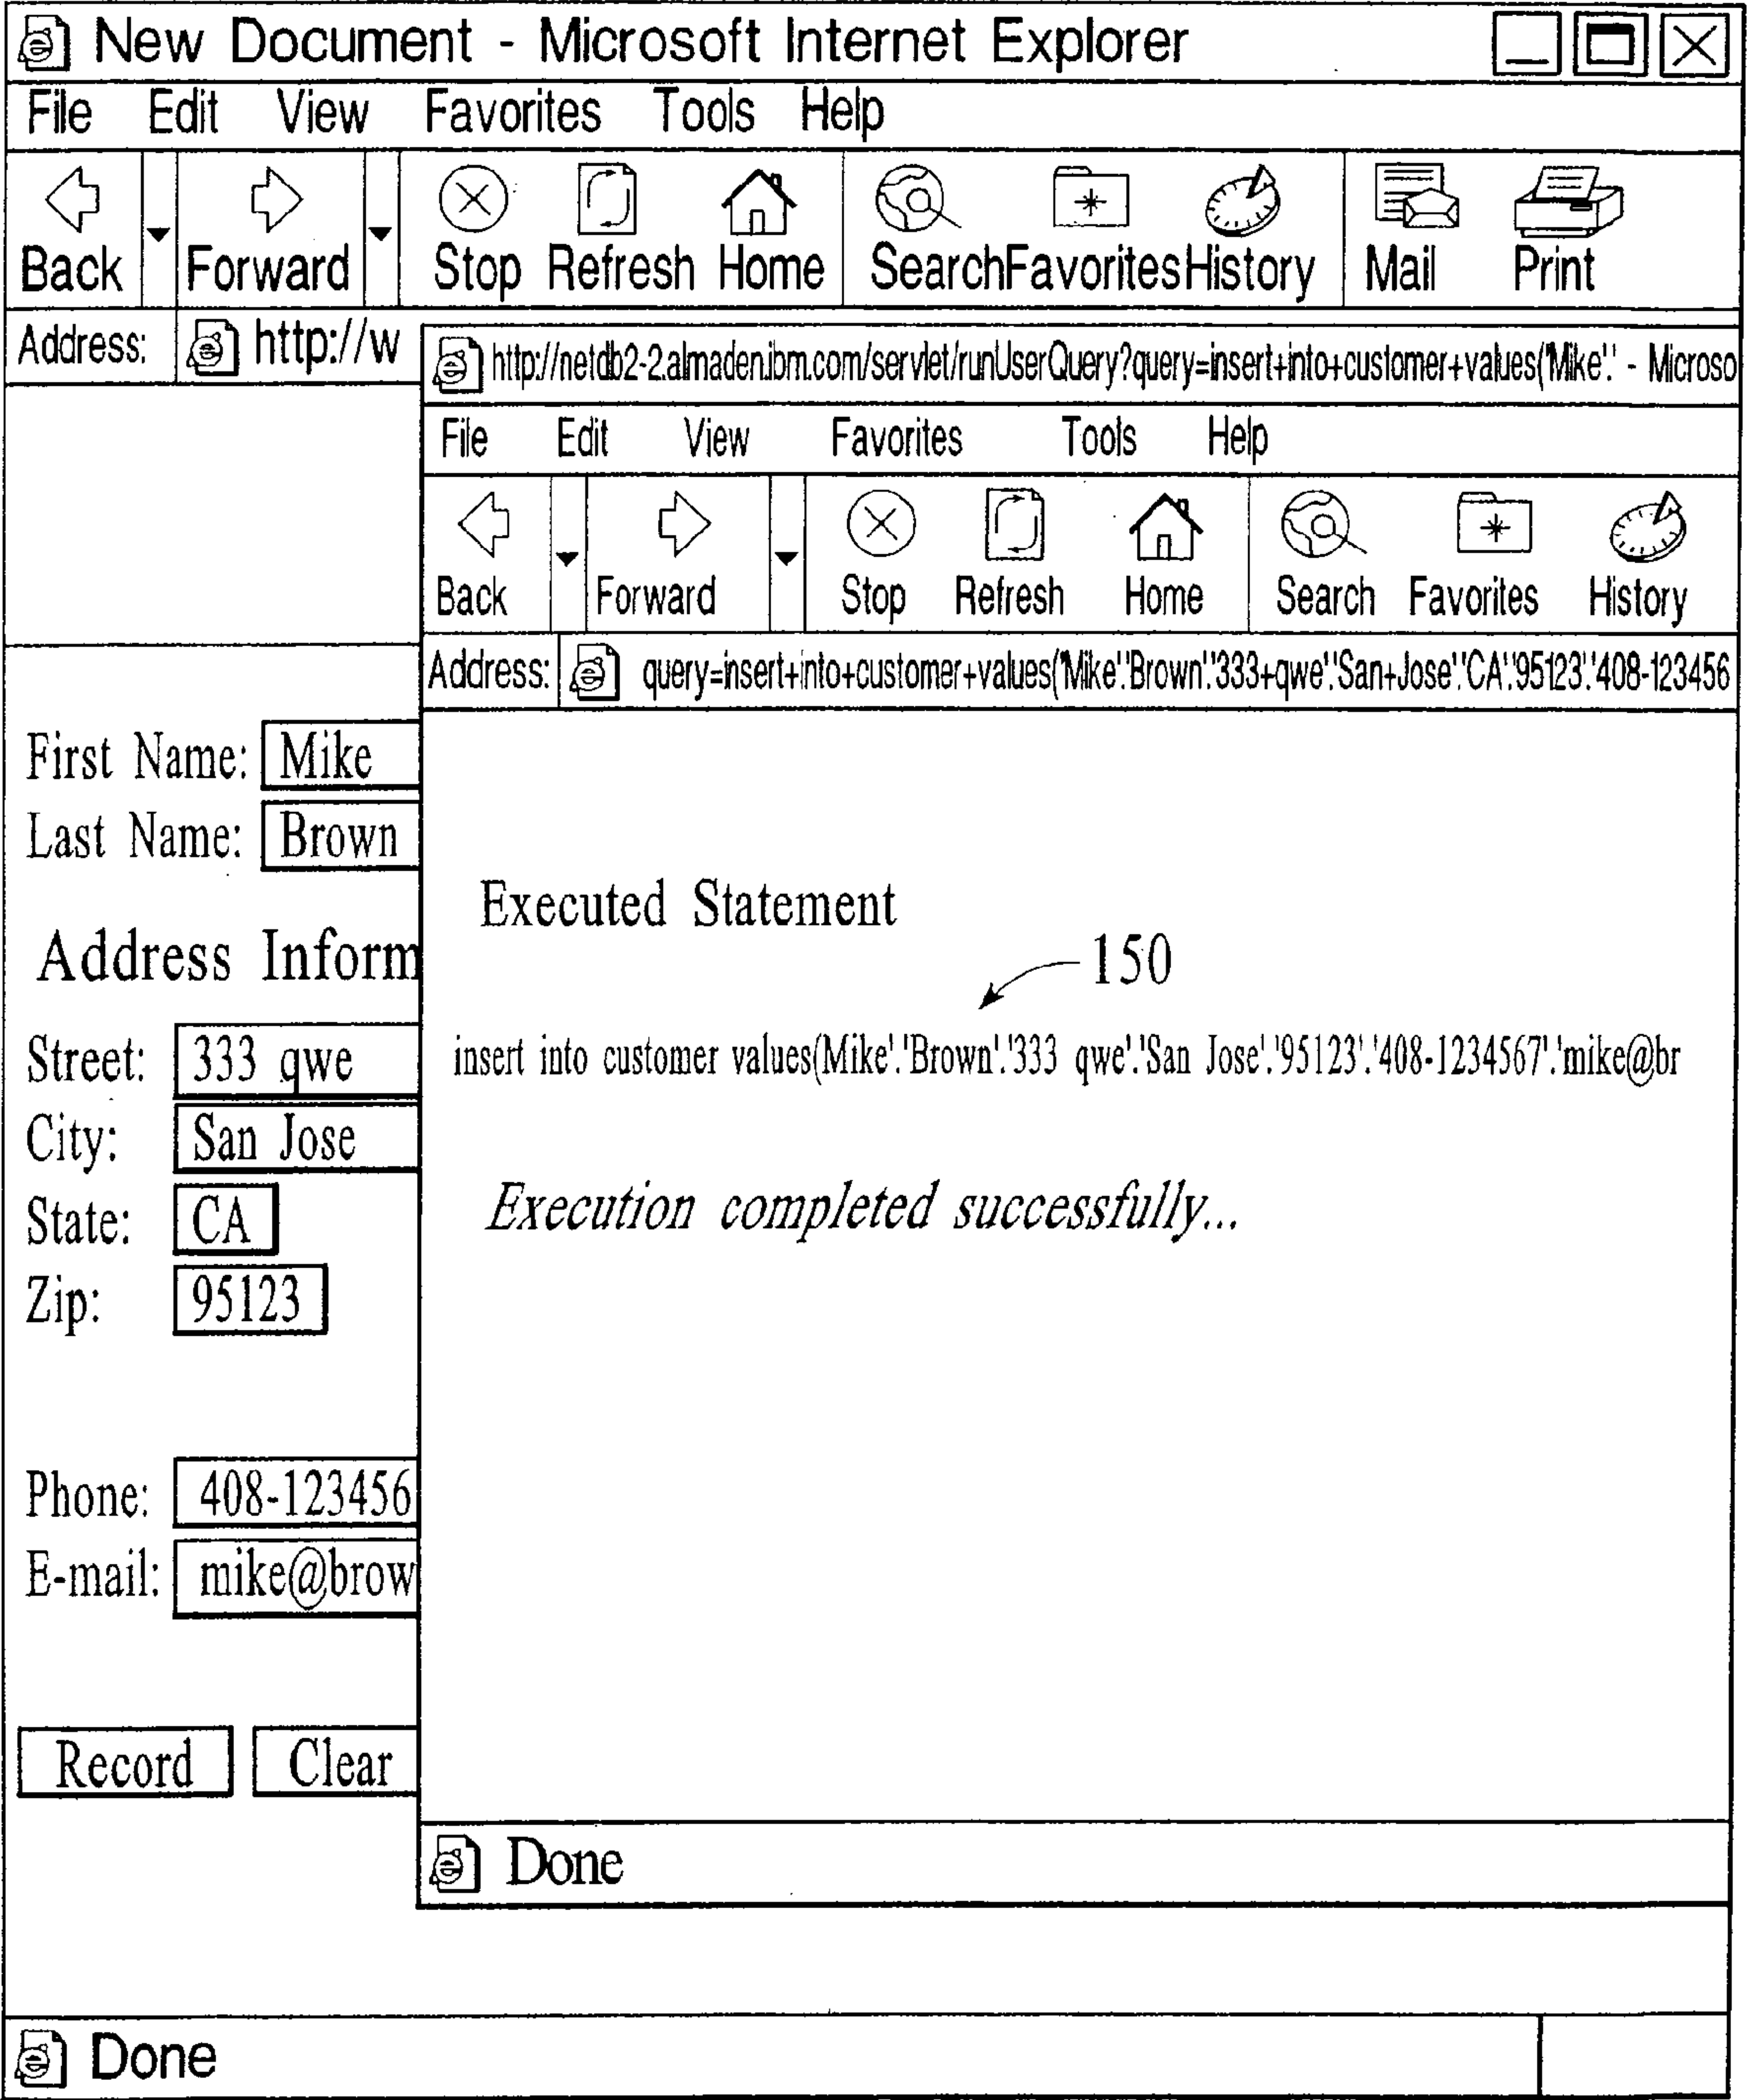 New Document - Microsoft Internet Explorer
File Edit View Favorites Tools Help
Back Forward Stop Refresh Home Search Favorites History Mail Print
Address: http://w
http://netdb2-2.almaden.ibm.com/servlet/runUserQuery?query=insert+into+customer+values('Mike'.' - Microso
File Edit View Favorites Tools Help
Back Forward Stop Refresh Home Search Favorites History
Address: query=insert+into+customer+values('Mike'.'Brown'.'333+qwe'.'San+Jose'.'CA'.'95123'.'408-123456
First Name: Mike
Last Name: Brown
Executed Statement
Address Inform
150
Street: 333 qwe
insert into customer values(Mike'.'Brown'.'333 qwe'.'San Jose'.'95123'.'408-1234567'.'mike@br
City: San Jose
State: CA
Execution completed successfully...
Zip: 95123
Phone: 408-123456
E-mail: mike@brow
Record Clear
Done
Done